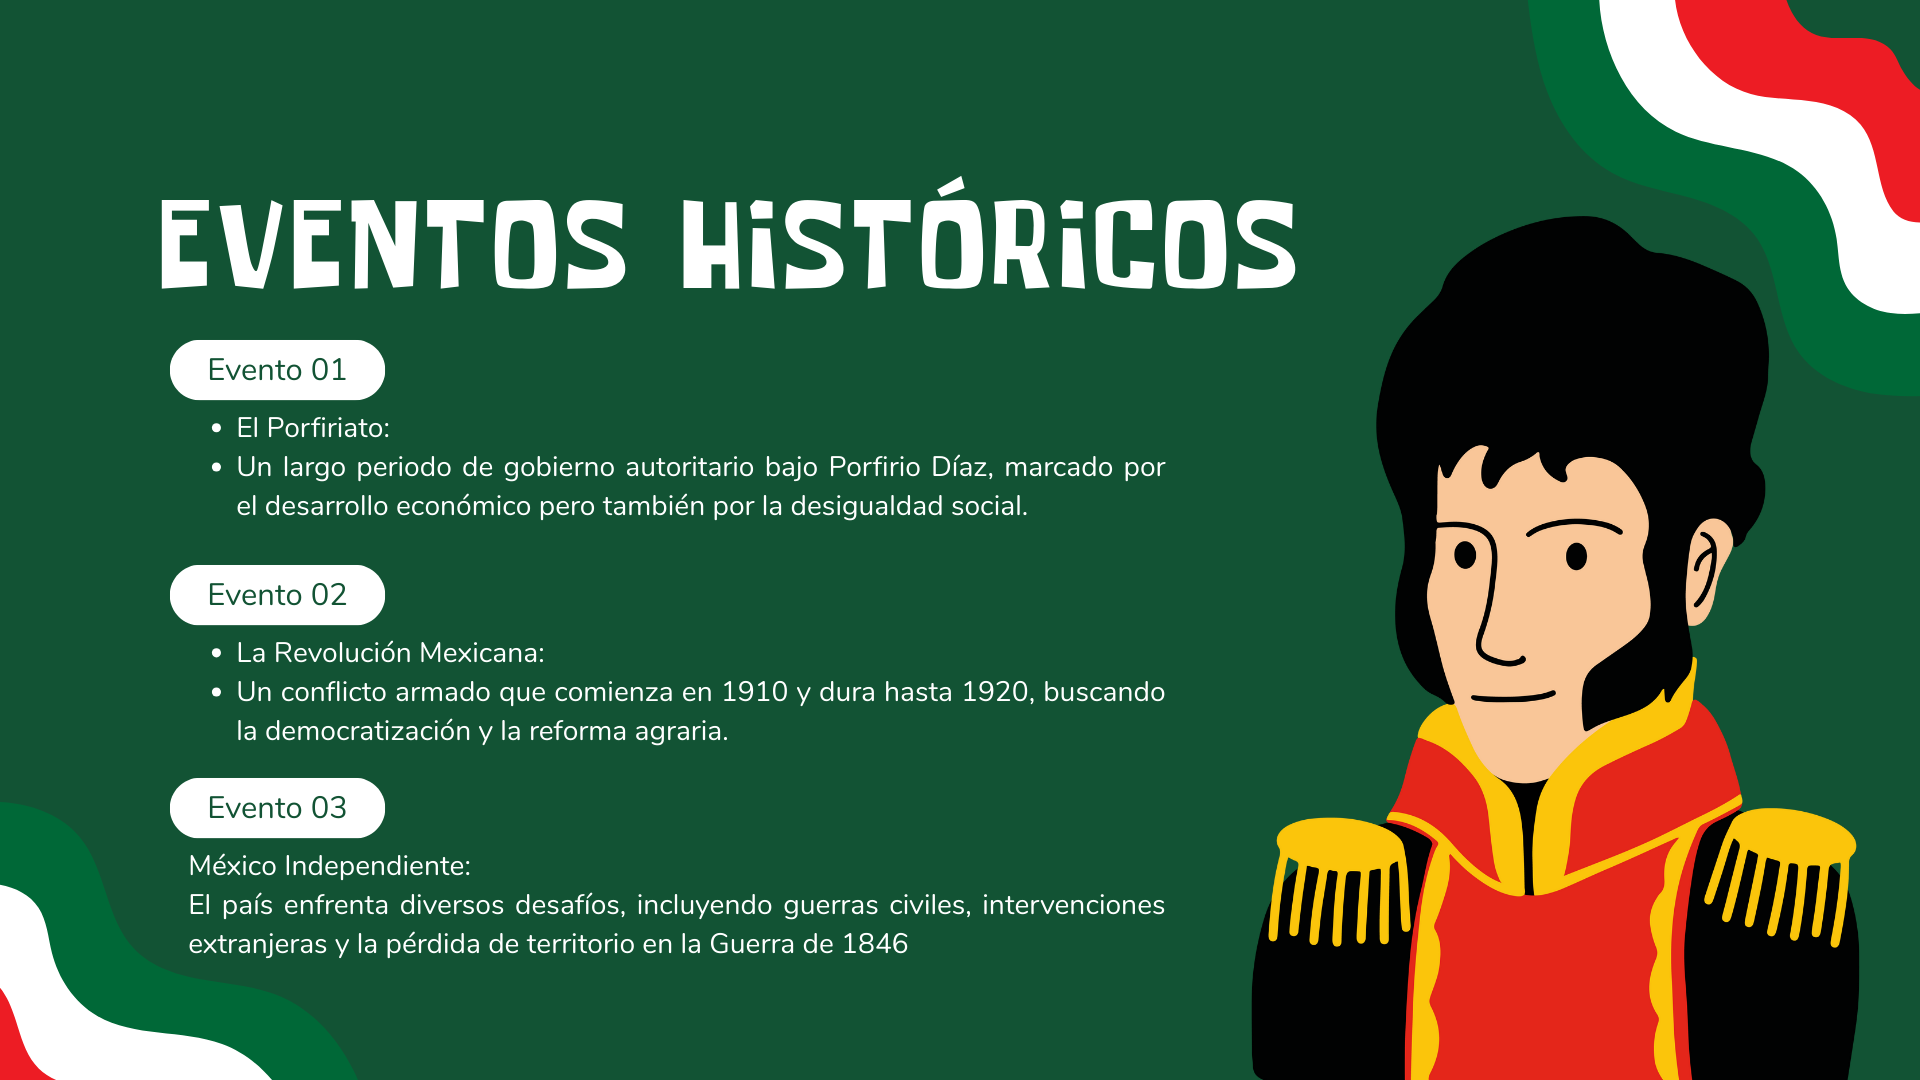 EVENTOS HiSTÓRiCOS
Evento 01
• El Porfiriato:
• Un largo periodo de gobierno autoritario bajo Porfirio Díaz, marcado por
el desarrollo económico pero también por la desigualdad social.
Evento 02
• La Revolución Mexicana:
• Un conflicto armado que comienza en 1910 y dura hasta 1920, buscando
la democratización y la reforma agraria.
Evento 03
México Independiente:
El país enfrenta diversos desafíos, incluyendo guerras civiles, intervenciones
extranjeras y la pérdida de territorio en la Guerra de 1846